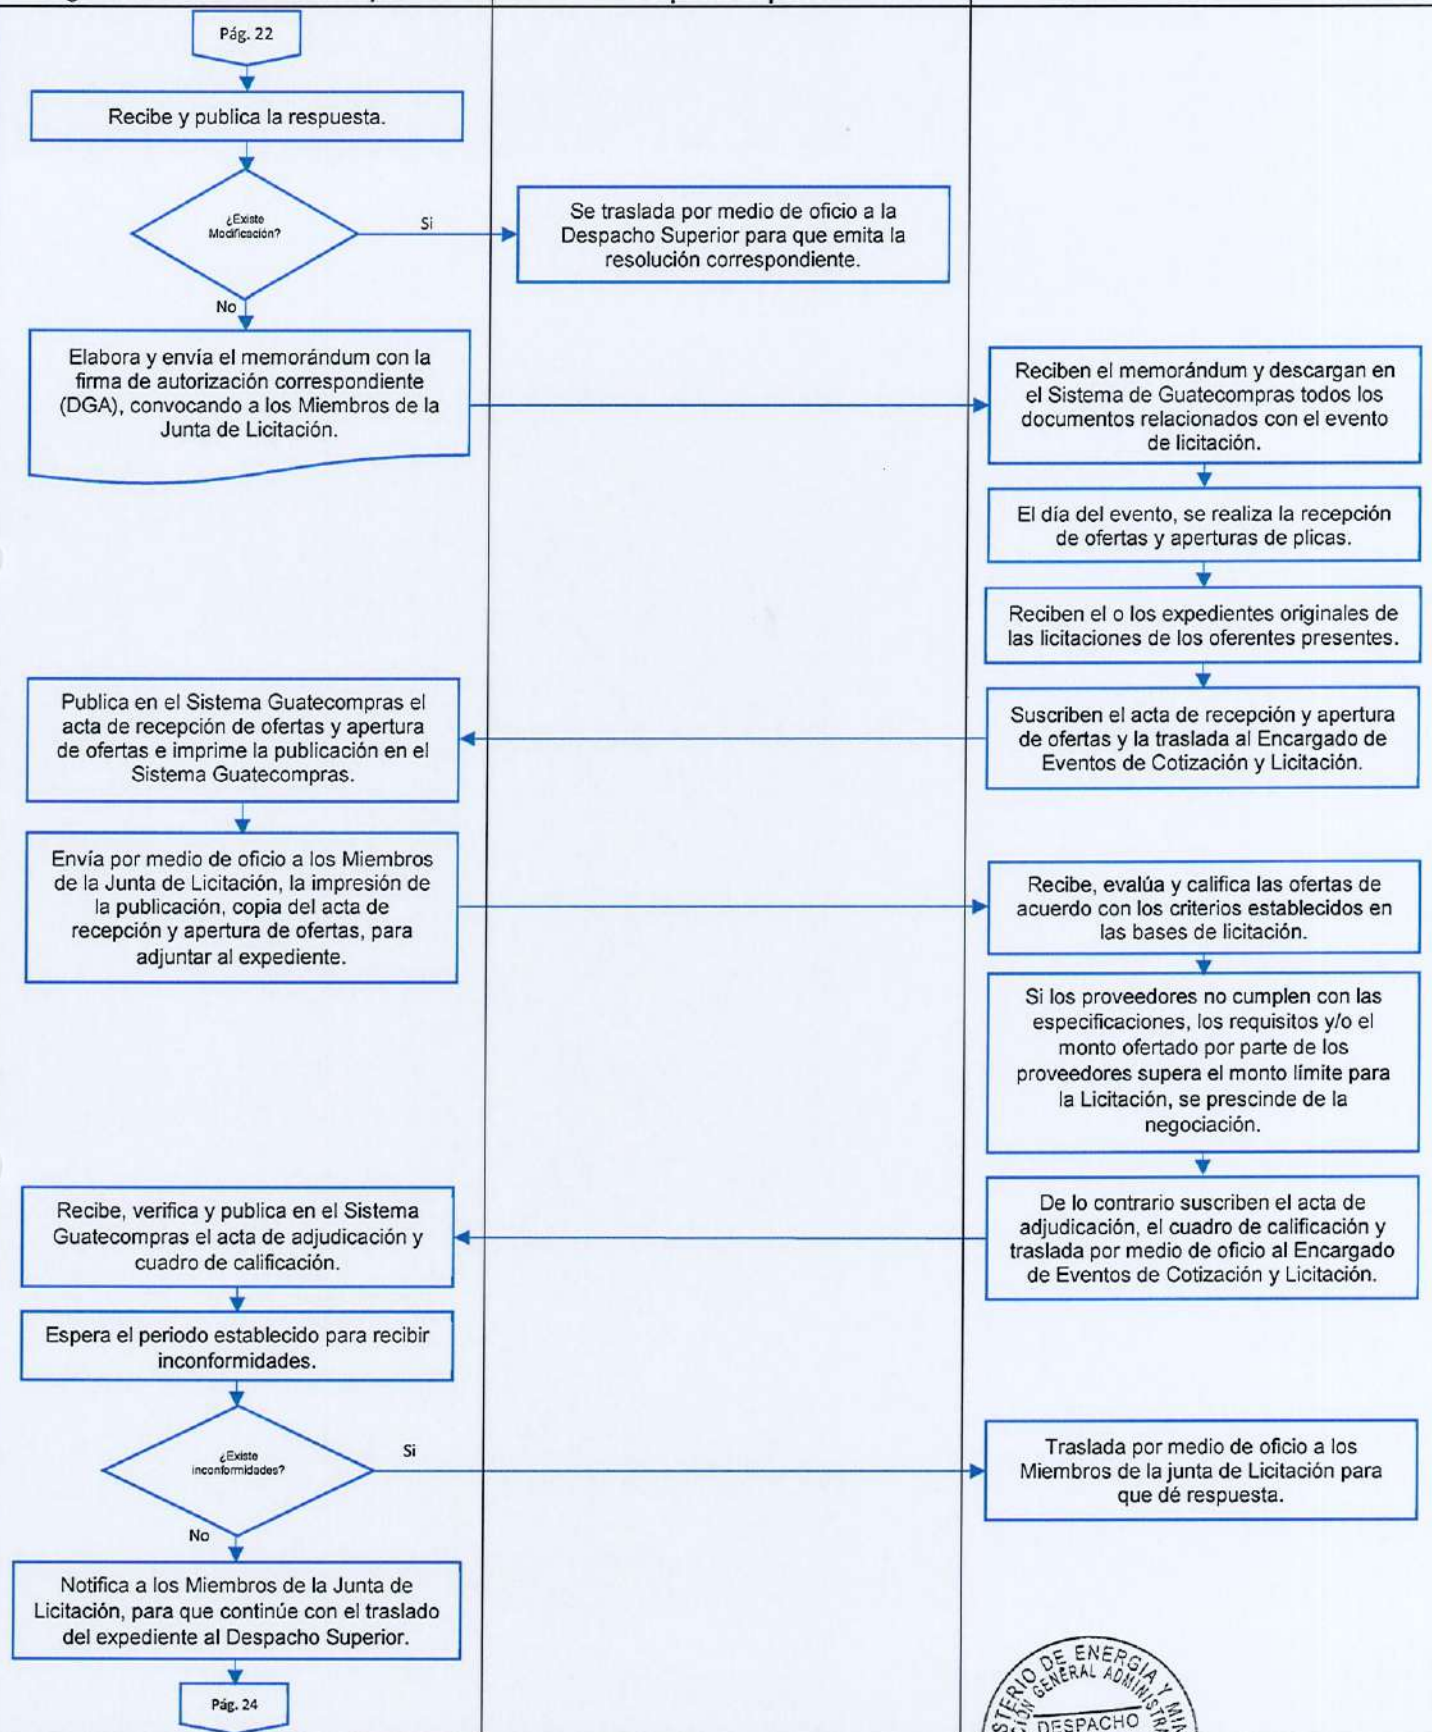 Pág. 22
Recibe y publica la respuesta.
¿Existe
Modificación?
Si
Se traslada por medio de oficio a la
Despacho Superior para que emita la
resolución correspondiente.
No
Elabora y envía el memorándum con la
firma de autorización correspondiente
(DGA), convocando a los Miembros de la
Junta de Licitación.
Reciben el memorándum y descargan en
el Sistema de Guatecompras todos los
documentos relacionados con el evento
de licitación.
El día del evento, se realiza la recepción
de ofertas y aperturas de plicas.
Reciben el o los expedientes originales de
las licitaciones de los oferentes presentes.
Suscriben el acta de recepción y apertura
de ofertas y la traslada al Encargado de
Eventos de Cotización y Licitación.
Publica en el Sistema Guatecompras el
acta de recepción de ofertas y apertura
de ofertas e imprime la publicación en el
Sistema Guatecompras.
Envía por medio de oficio a los Miembros
de la Junta de Licitación, la impresión de
la publicación, copia del acta de
recepción y apertura de ofertas, para
adjuntar al expediente.
Recibe, evalúa y califica las ofertas de
acuerdo con los criterios establecidos en
las bases de licitación.
Si los proveedores no cumplen con las
especificaciones, los requisitos y/o el
monto ofertado por parte de los
proveedores supera el monto límite para
la Licitación, se prescinde de la
negociación.
De lo contrario suscriben el acta de
adjudicación, el cuadro de calificación y
traslada por medio de oficio al Encargado
de Eventos de Cotización y Licitación.
Recibe, verifica y publica en el Sistema
Guatecompras el acta de adjudicación y
cuadro de calificación.
Espera el periodo establecido para recibir
inconformidades.
¿Existe
inconformidades?
Si
Traslada por medio de oficio a los
Miembros de la junta de Licitación para
que dé respuesta.
No
Notifica a los Miembros de la Junta de
Licitación, para que continúe con el traslado
del expediente al Despacho Superior.
Pág. 24
DE ENERGIA Y
GENERAL
DESPACHO